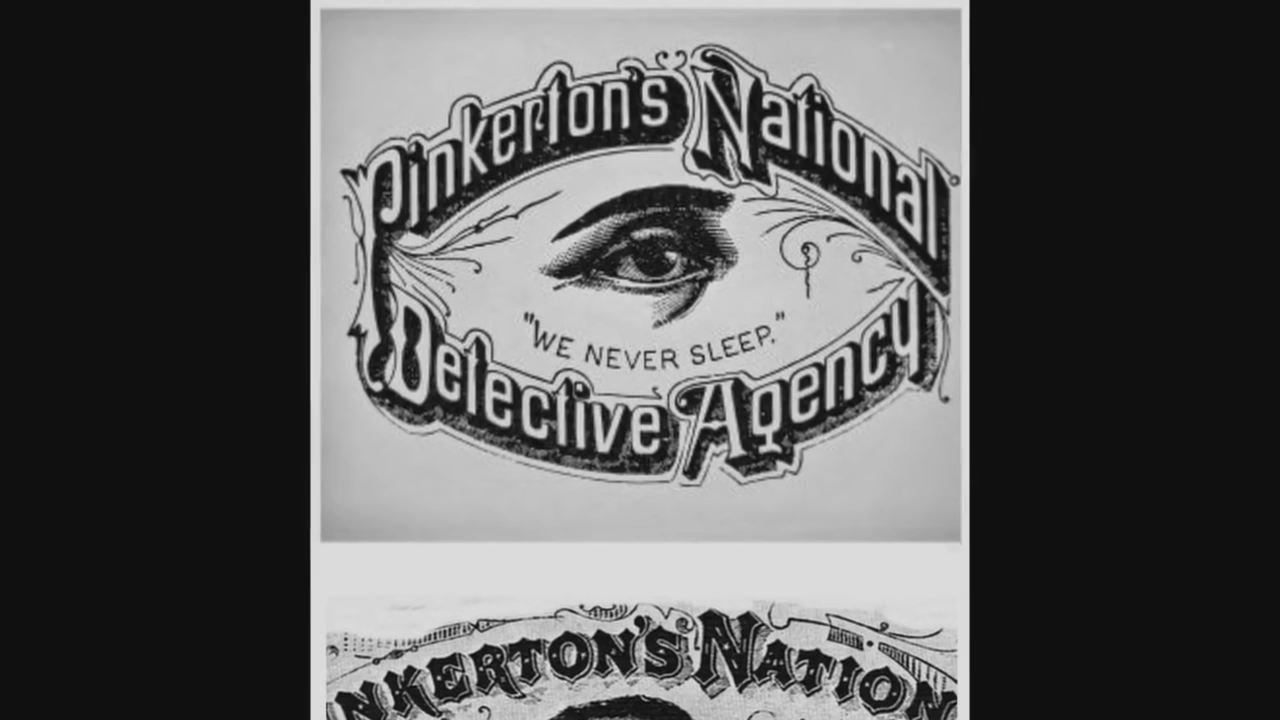 Pinkerton's National
"WE NEVER SLEEP."
Detective Agency
NKERTON'S NATION